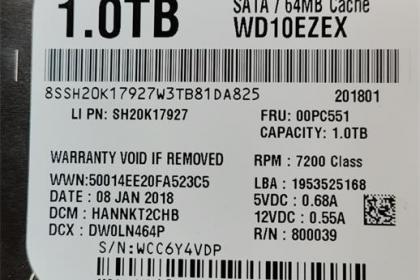 1.0TB SATA / 64MB Cache
WD10EZEX
8SSH20K17927W3TB81DA825 201801
LI PN: SH20K17927 FRU: 00PC551
CAPACITY: 1.0TB
WARRANTY VOID IF REMOVED RPM : 7200 Class
WWN:50014EE20FA523C5 LBA : 1953525168
DATE : 08 JAN 2018 5VDC : 0.68A
DCM : HANNKT2CHB 12VDC : 0.55A
DCX : DW0LN464P R/N : 800039
S/N:WCC6Y4VDP